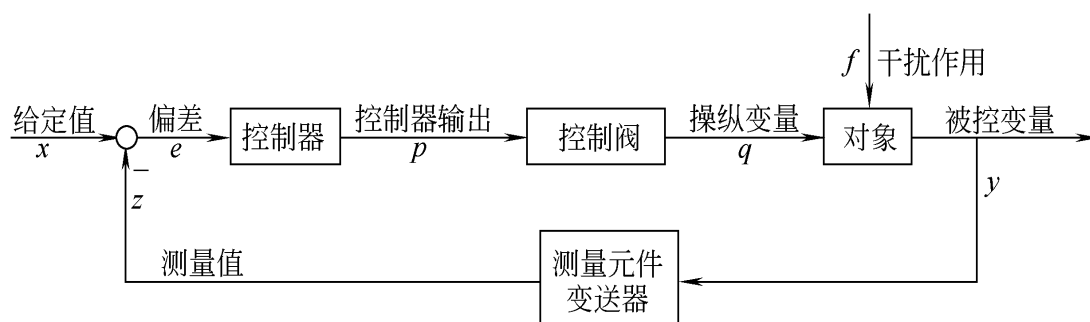 f 干扰作用
给定值
x
偏差
e
控制器
控制器输出
p
控制阀
操纵变量
q
对象
被控变量
y
−
z
测量值
测量元件
变送器